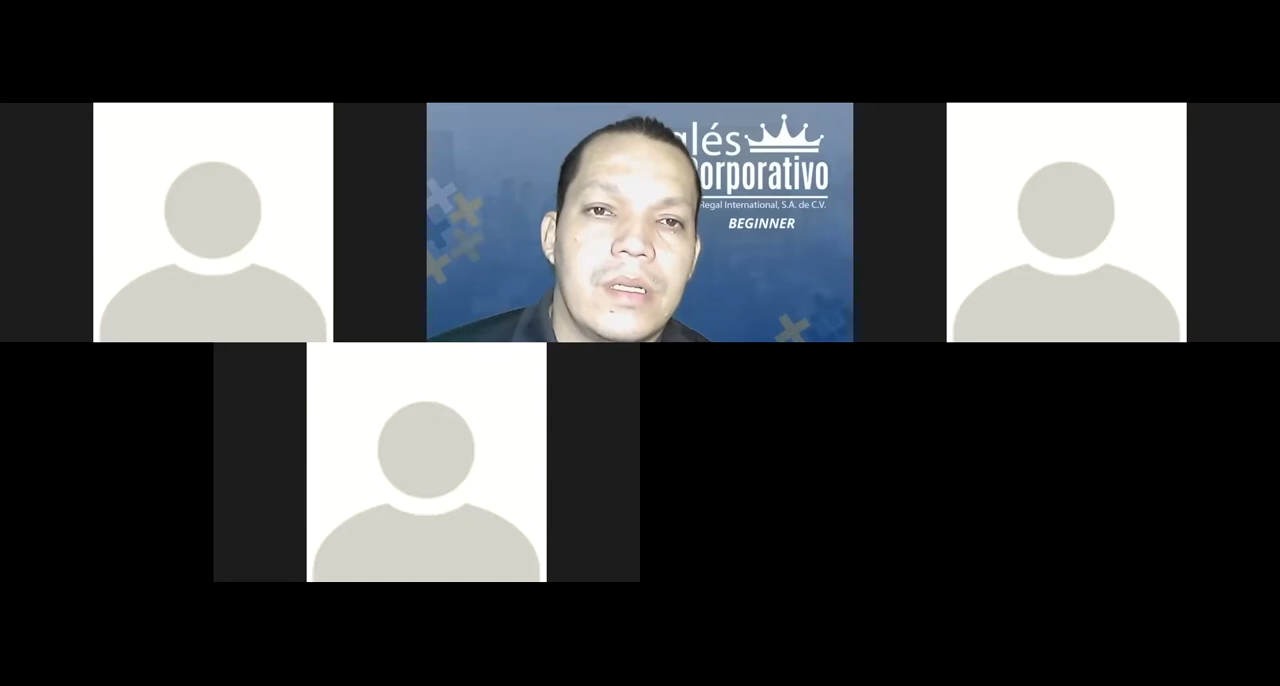 glés
orporativo
Regal International, S.A. de C.V.
BEGINNER